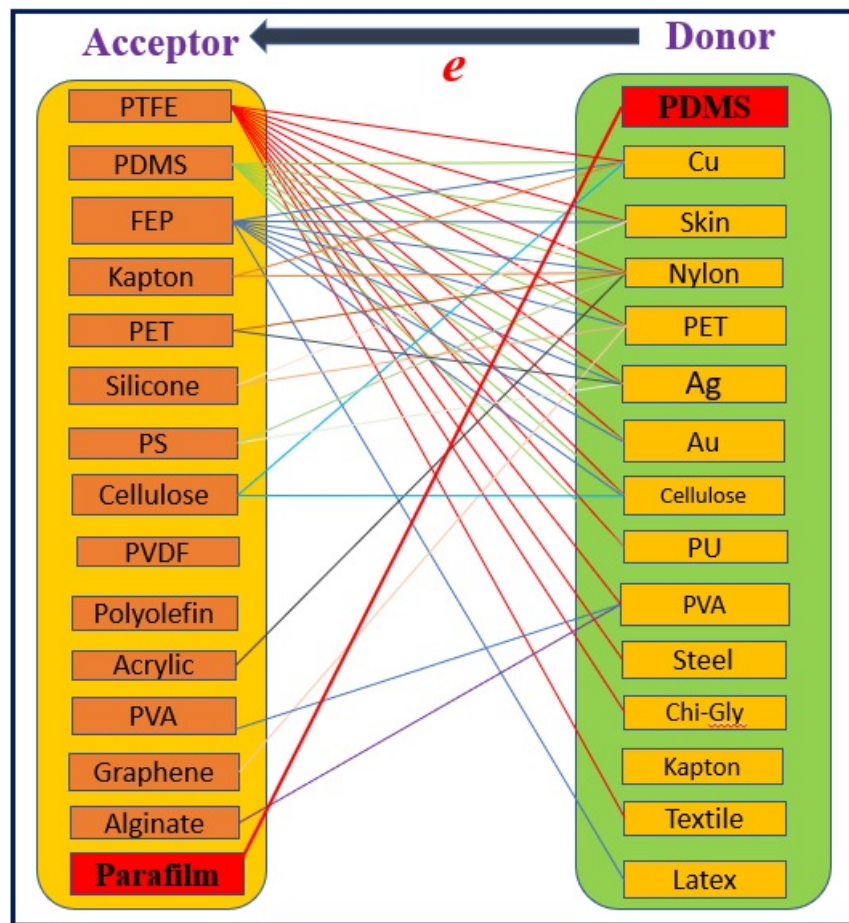 Acceptor
Donor
e
PTFE
PDMS
FEP
Kapton
PET
Silicone
PS
Cellulose
PVDF
Polyolefin
Acrylic
PVA
Graphene
Alginate
Parafilm
PDMS
Cu
Skin
Nylon
PET
Ag
Au
Cellulose
PU
PVA
Steel
Chi-Gly
Kapton
Textile
Latex